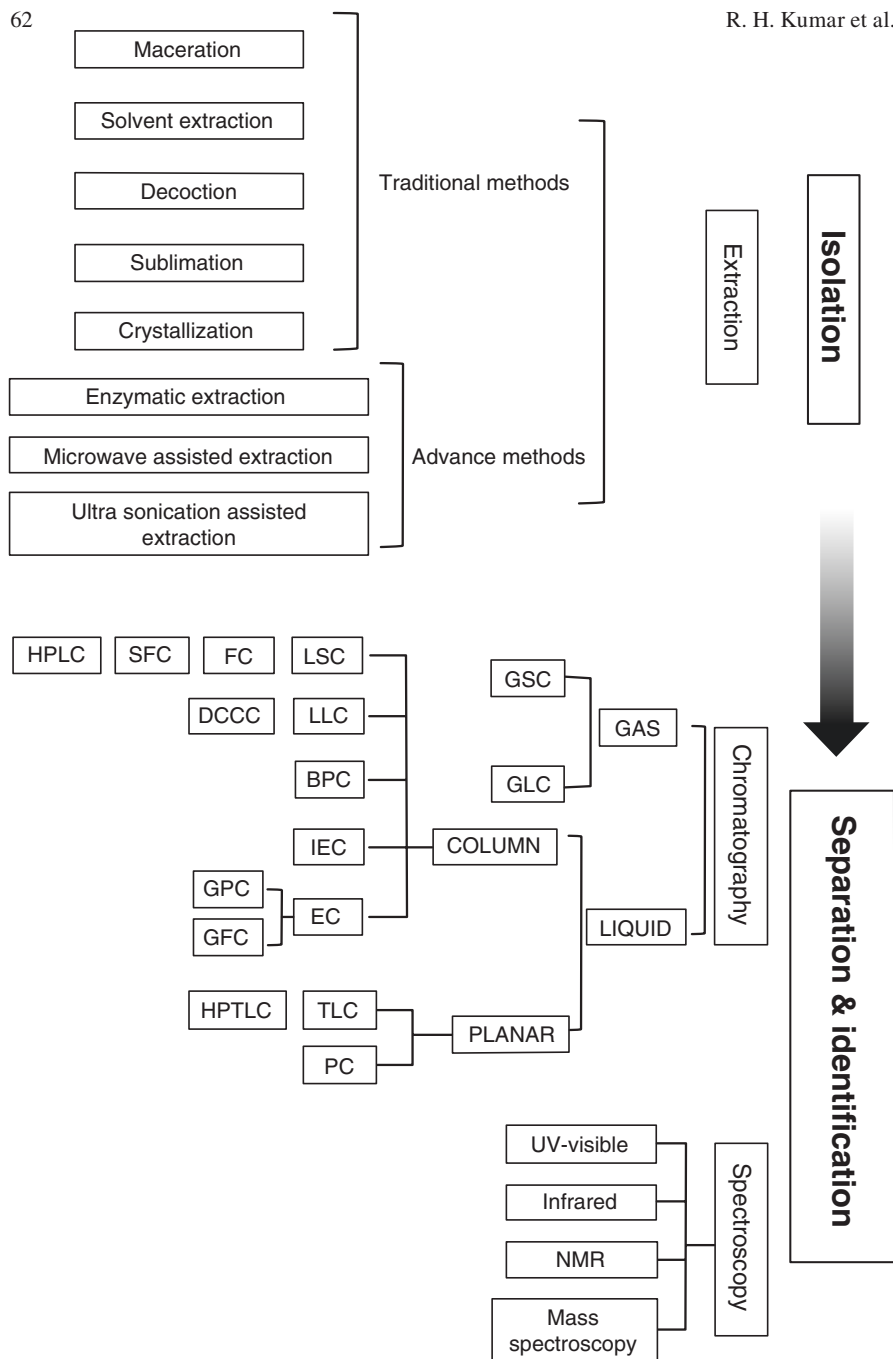 62
R. H. Kumar et al.
Maceration
Solvent extraction
Decoction
Sublimation
Crystallization
Traditional methods
Enzymatic extraction
Microwave assisted extraction
Ultra sonication assisted
extraction
Advance methods
Extraction
Isolation
HPLC
SFC
FC
LSC
DCCC
LLC
BPC
IEC
GPC
GFC
EC
COLUMN
HPTLC
TLC
PC
PLANAR
GSC
GLC
GAS
LIQUID
Chromatography
Separation & identification
UV-visible
Infrared
NMR
Mass
spectroscopy
Spectroscopy